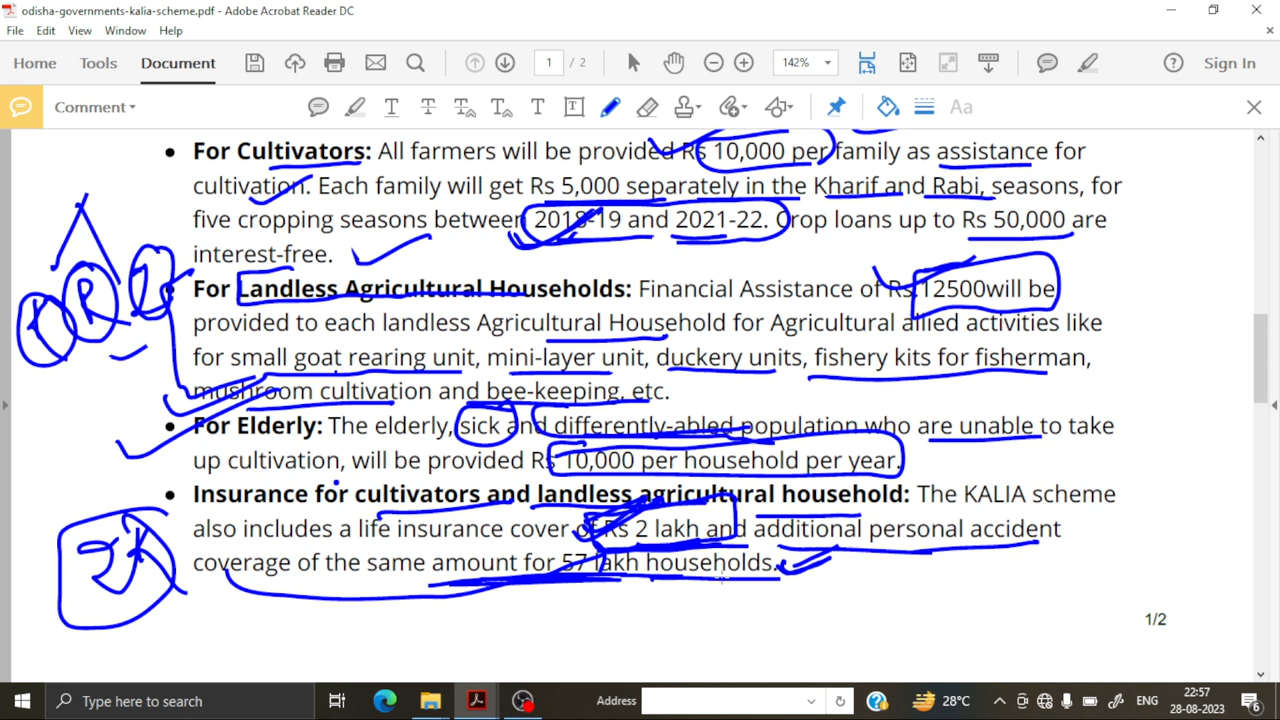 odisha-governments-kalia-scheme.pdf - Adobe Acrobat Reader DC
File Edit View Window Help
Home Tools Document 1 / 2 142% Sign In
Comment Aa
For Cultivators: All farmers will be provided Rs 10,000 per family as assistance for
cultivation. Each family will get Rs 5,000 separately in the Kharif and Rabi, seasons, for
five cropping seasons between 2018-19 and 2021-22. Crop loans up to Rs 50,000 are
interest-free.
For Landless Agricultural Households: Financial Assistance of Rs.12500will be
provided to each landless Agricultural Household for Agricultural allied activities like
for small goat rearing unit, mini-layer unit, duckery units, fishery kits for fisherman,
mushroom cultivation and bee-keeping, etc.
For Elderly: The elderly, sick and differently-abled population who are unable to take
up cultivation, will be provided Rs 10,000 per household per year.
Insurance for cultivators and landless agricultural household: The KALIA scheme
also includes a life insurance cover of Rs 2 lakh and additional personal accident
coverage of the same amount for 57 lakh households.
2K
1/2
Type here to search Address 28°C ENG 22:57
28-08-2023 6